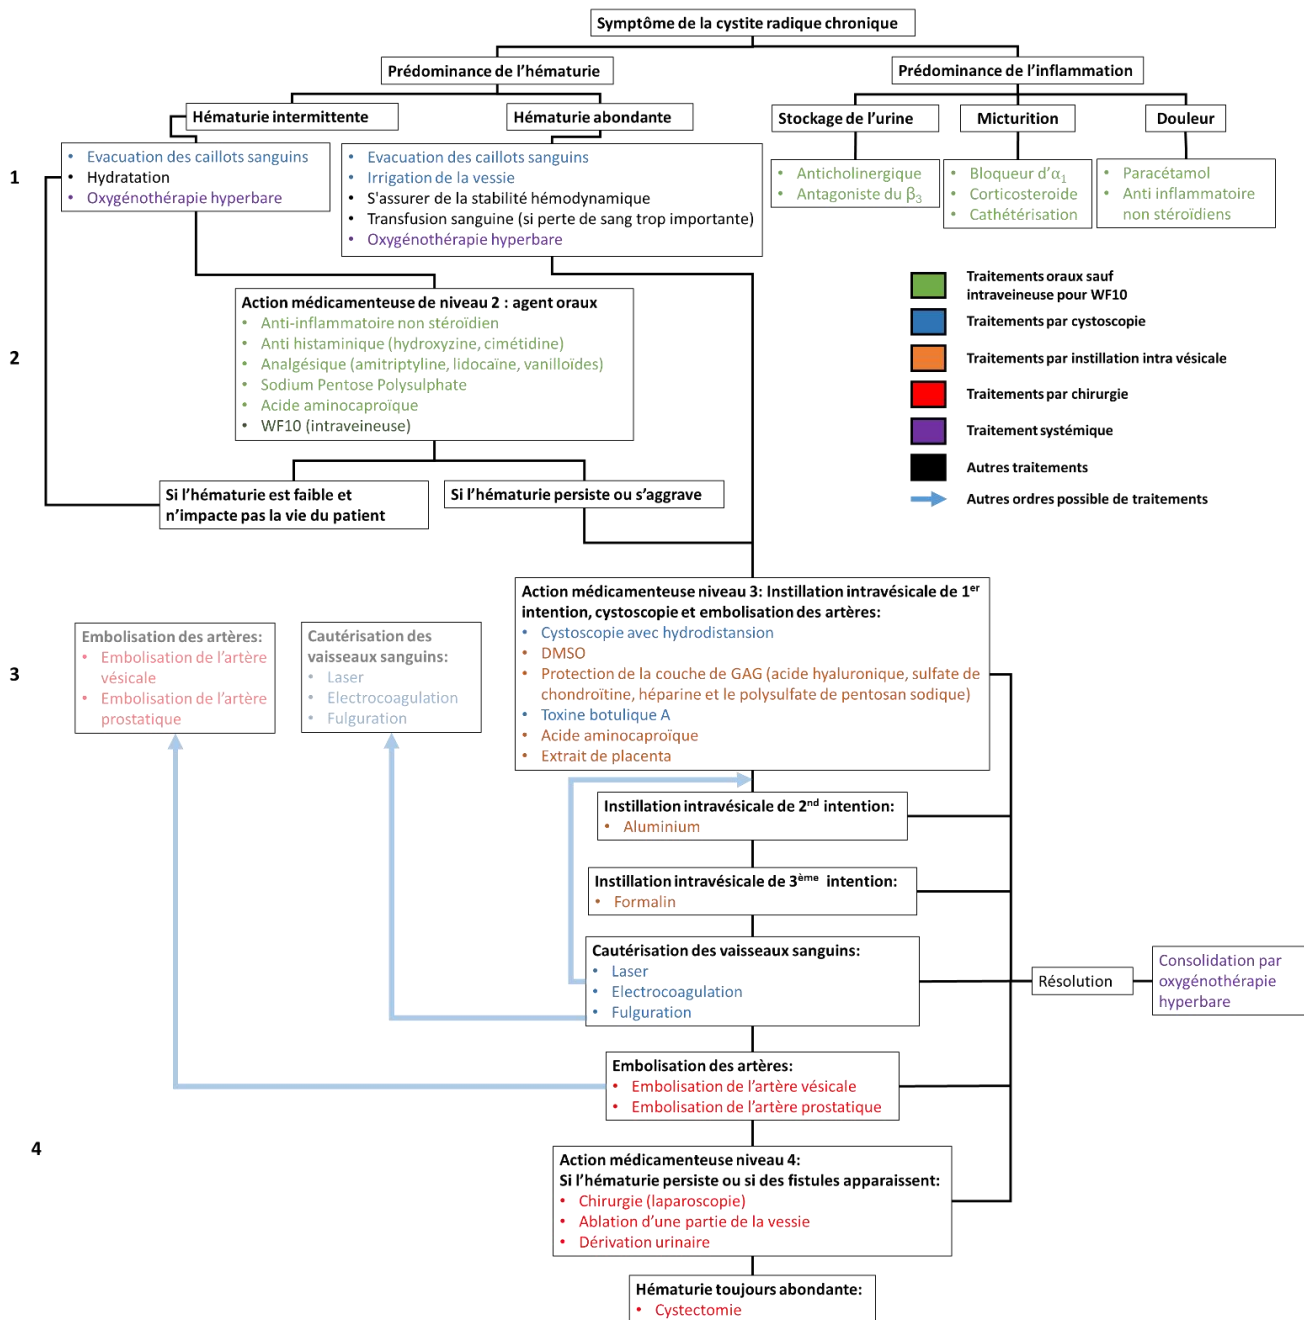 Symptôme de la cystite radique chronique
Prédominance de l'hématurie
Prédominance de l'inflammation
Hématurie intermittente
Hématurie abondante
Stockage de l'urine
Micturition
Douleur
1
• Evacuation des caillots sanguins
• Hydratation
• Oxygénothérapie hyperbare
• Evacuation des caillots sanguins
• Irrigation de la vessie
• S'assurer de la stabilité hémodynamique
• Transfusion sanguine (si perte de sang trop importante)
• Oxygénothérapie hyperbare
• Anticholinergique
• Antagoniste du β₃
• Bloqueur d'α₁
• Corticosteroide
• Cathétérisation
• Paracétamol
• Anti inflammatoire
non stéroïdiens
Traitements oraux sauf
intraveineuse pour WF10
Traitements par cystoscopie
Traitements par instillation intra vésicale
Traitements par chirurgie
Traitement systémique
Autres traitements
Autres ordres possible de traitements
2
Action médicamenteuse de niveau 2 : agent oraux
• Anti-inflammatoire non stéroïdien
• Anti histaminique (hydroxyzine, cimétidine)
• Analgésique (amitriptyline, lidocaïne, vanilloïdes)
• Sodium Pentose Polysulphate
• Acide aminocaproïque
• WF10 (intraveineuse)
Si l'hématurie est faible et
n'impacte pas la vie du patient
Si l'hématurie persiste ou s'aggrave
3
Embolisation des artères:
• Embolisation de l'artère
vésicale
• Embolisation de l'artère
prostatique
Cautérisation des
vaisseaux sanguins:
• Laser
• Electrocoagulation
• Fulguration
Action médicamenteuse niveau 3: Instillation intravésicale de 1er
intention, cystoscopie et embolisation des artères:
• Cystoscopie avec hydrodistansion
• DMSO
• Protection de la couche de GAG (acide hyaluronique, sulfate de
chondroïtine, héparine et le polysulfate de pentosan sodique)
• Toxine botulique A
• Acide aminocaproïque
• Extrait de placenta
Instillation intravésicale de 2nd intention:
• Aluminium
Instillation intravésicale de 3ème intention:
• Formalin
Cautérisation des vaisseaux sanguins:
• Laser
• Electrocoagulation
• Fulguration
Résolution
Consolidation par
oxygénothérapie
hyperbare
Embolisation des artères:
• Embolisation de l'artère vésicale
• Embolisation de l'artère prostatique
4
Action médicamenteuse niveau 4:
Si l'hématurie persiste ou si des fistules apparaissent:
• Chirurgie (laparoscopie)
• Ablation d'une partie de la vessie
• Dérivation urinaire
Hématurie toujours abondante:
• Cystectomie